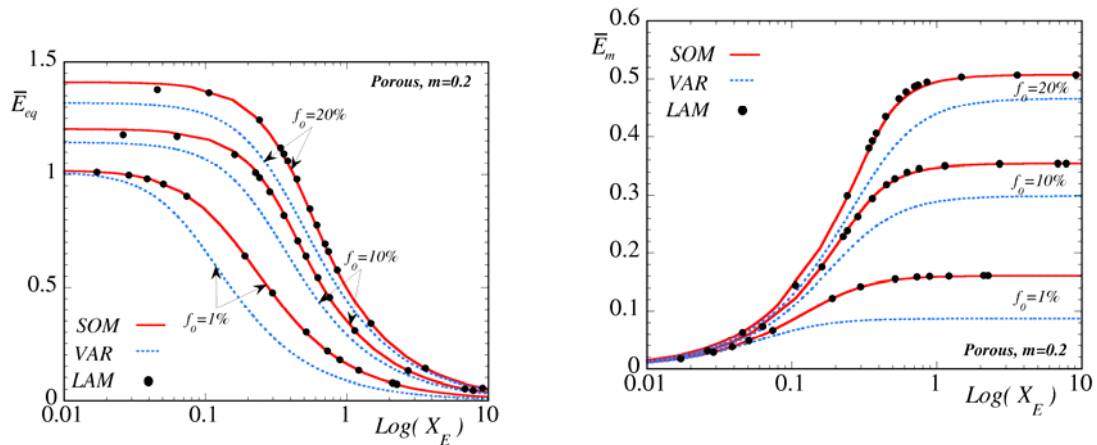 1.5
Porous, m=0.2
Ē_eq
f_0=20%
1
0.5
f_0=10%
SOM
f_0=1%
VAR
LAM
0
0.01
0.1
1
10
Log( X_E )
0.6
Ē_m
SOM
0.5
VAR
f_0=20%
LAM
0.4
0.3
f_0=10%
0.2
0.1
f_0=1%
Porous, m=0.2
0
0.01
0.1
1
10
Log( X_E )